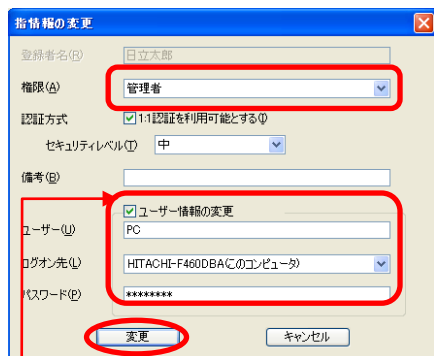 指情報の変更
登録者名(R) 日立太郎
権限(A) 管理者
認証方式 1:1認証を利用可能とする(I)
セキュリティレベル(T) 中
備考(B)
ユーザー情報の変更
ユーザー(U) PC
ログオン先(L) HITACHI-F460DBA(このコンピュータ)
パスワード(P) ********
変更 キャンセル